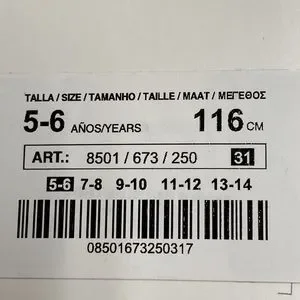 TALLA / SIZE / TAMANHO / TAILLE / MAAT / ΜΕΓΕΘΟΣ
5-6 AÑOS/YEARS 116 CM
ART.: 8501 / 673 / 250 31
5-6 7-8 9-10 11-12 13-14
08501673250317